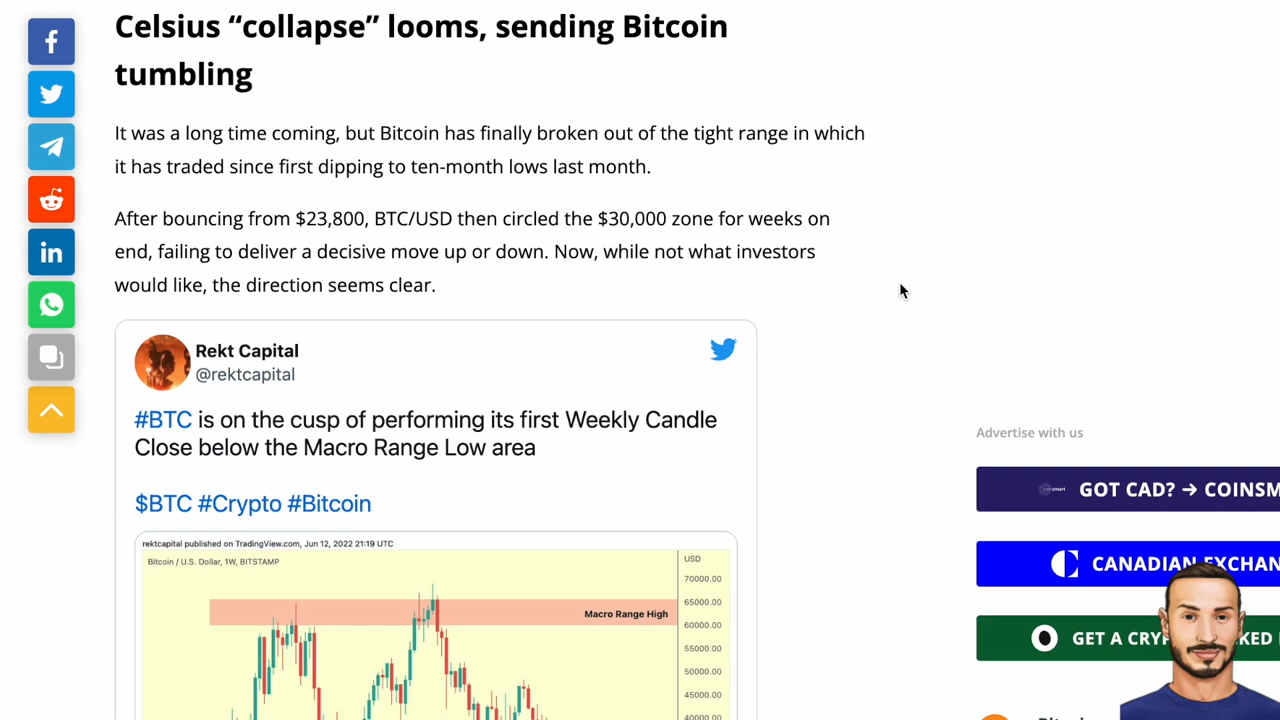 Celsius “collapse” looms, sending Bitcoin
tumbling
It was a long time coming, but Bitcoin has finally broken out of the tight range in which
it has traded since first dipping to ten-month lows last month.
After bouncing from $23,800, BTC/USD then circled the $30,000 zone for weeks on
end, failing to deliver a decisive move up or down. Now, while not what investors
would like, the direction seems clear.
Rekt Capital
@rektcapital
#BTC is on the cusp of performing its first Weekly Candle
Close below the Macro Range Low area
$BTC #Crypto #Bitcoin
rektcapital published on TradingView.com, Jun 12, 2022 21:19 UTC
Bitcoin / U.S. Dollar, 1W, BITSTAMP
USD
70000.00
65000.00
Macro Range High
60000.00
55000.00
50000.00
45000.00
40000.00
Advertise with us
GOT CAD? → COINSM
CANADIAN EXCHAN
GET A CRY
KED